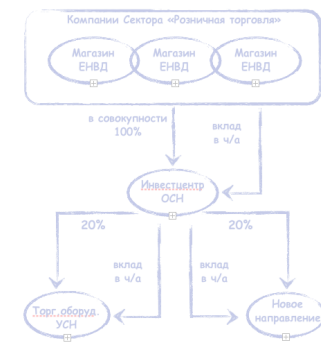 Компании Сектора «Розничная торговля»
Магазин ЕНВД
Магазин ЕНВД
Магазин ЕНВД
в совокупности
100%
вклад
в ч/а
Инвестцентр
ОСН
20%
20%
вклад
в ч/а
вклад
в ч/а
Торг.оборуд.
УСН
Новое
направление